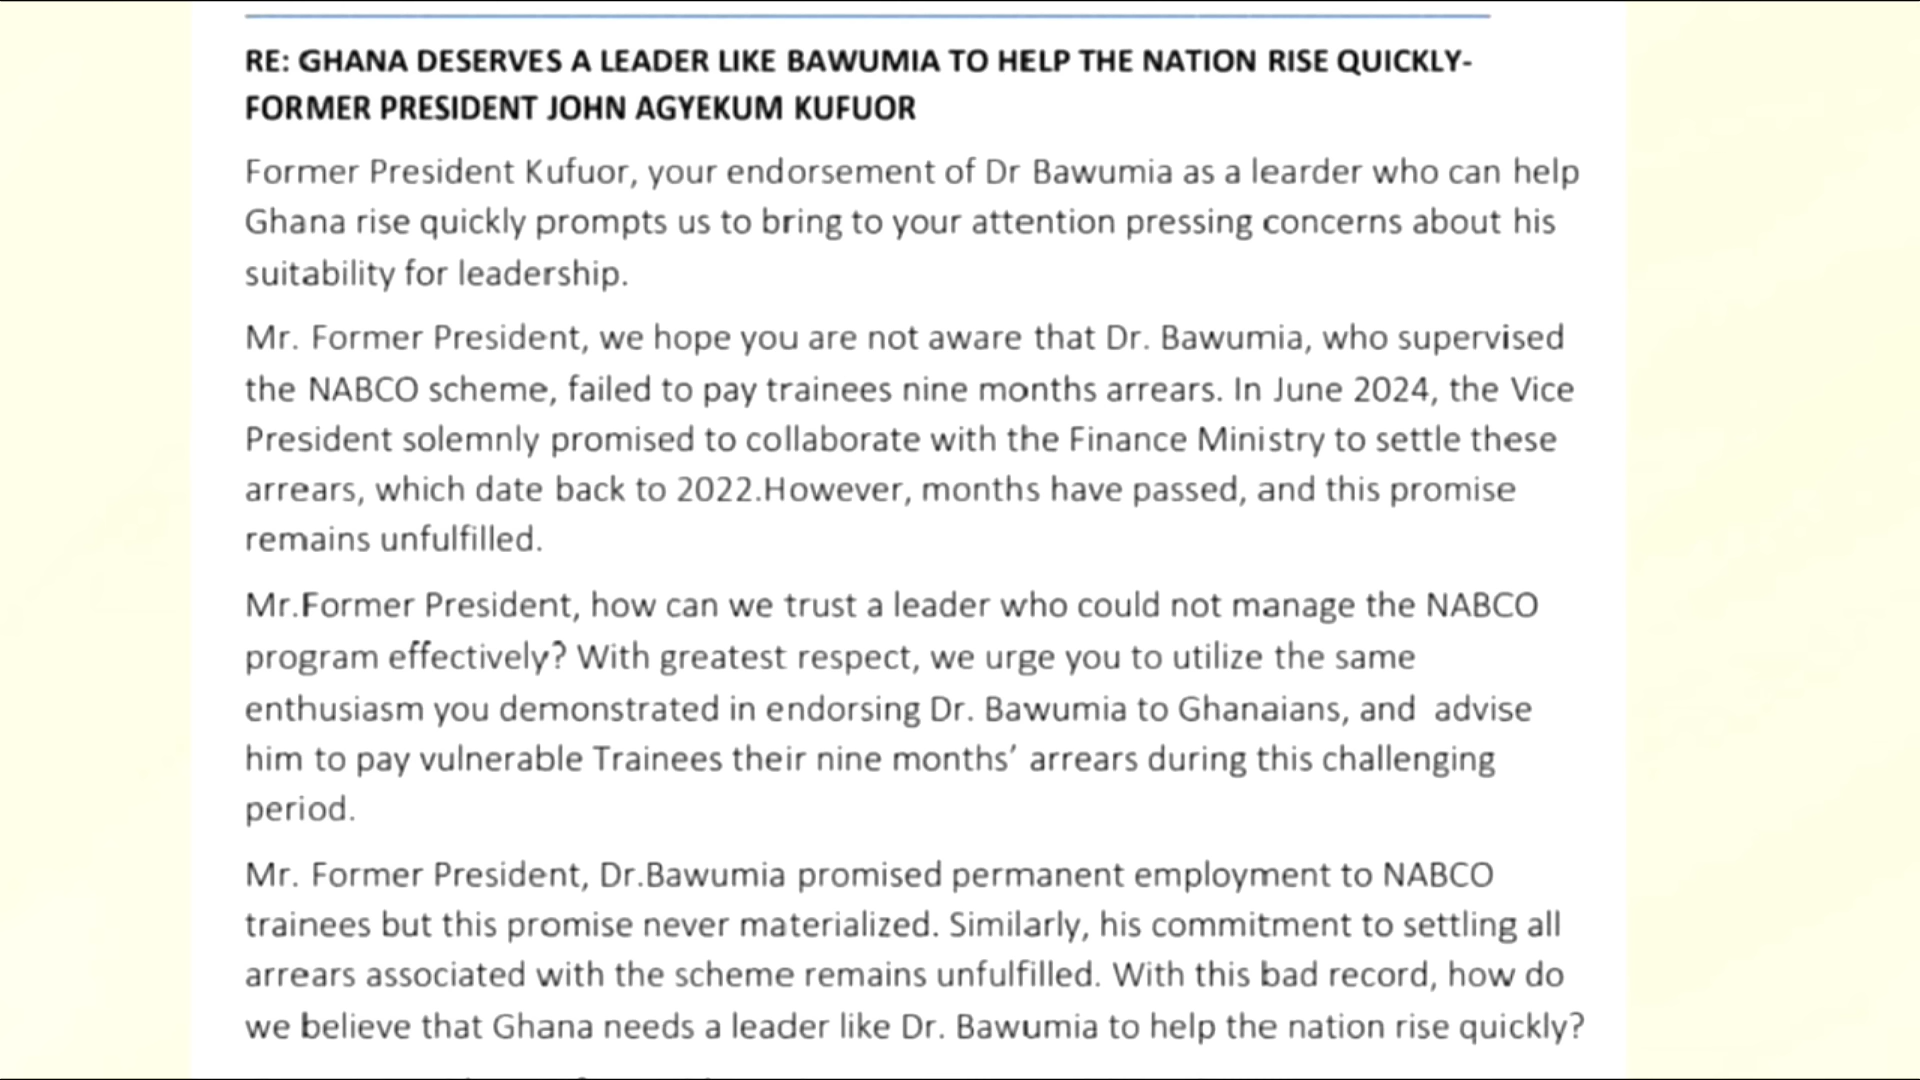 RE: GHANA DESERVES A LEADER LIKE BAWUMIA TO HELP THE NATION RISE QUICKLY-
FORMER PRESIDENT JOHN AGYEKUM KUFUOR
Former President Kufuor, your endorsement of Dr Bawumia as a learder who can help
Ghana rise quickly prompts us to bring to your attention pressing concerns about his
suitability for leadership.
Mr. Former President, we hope you are not aware that Dr. Bawumia, who supervised
the NABCO scheme, failed to pay trainees nine months arrears. In June 2024, the Vice
President solemnly promised to collaborate with the Finance Ministry to settle these
arrears, which date back to 2022.However, months have passed, and this promise
remains unfulfilled.
Mr.Former President, how can we trust a leader who could not manage the NABCO
program effectively? With greatest respect, we urge you to utilize the same
enthusiasm you demonstrated in endorsing Dr. Bawumia to Ghanaians, and  advise
him to pay vulnerable Trainees their nine months’ arrears during this challenging
period.
Mr. Former President, Dr.Bawumia promised permanent employment to NABCO
trainees but this promise never materialized. Similarly, his commitment to settling all
arrears associated with the scheme remains unfulfilled. With this bad record, how do
we believe that Ghana needs a leader like Dr. Bawumia to help the nation rise quickly?